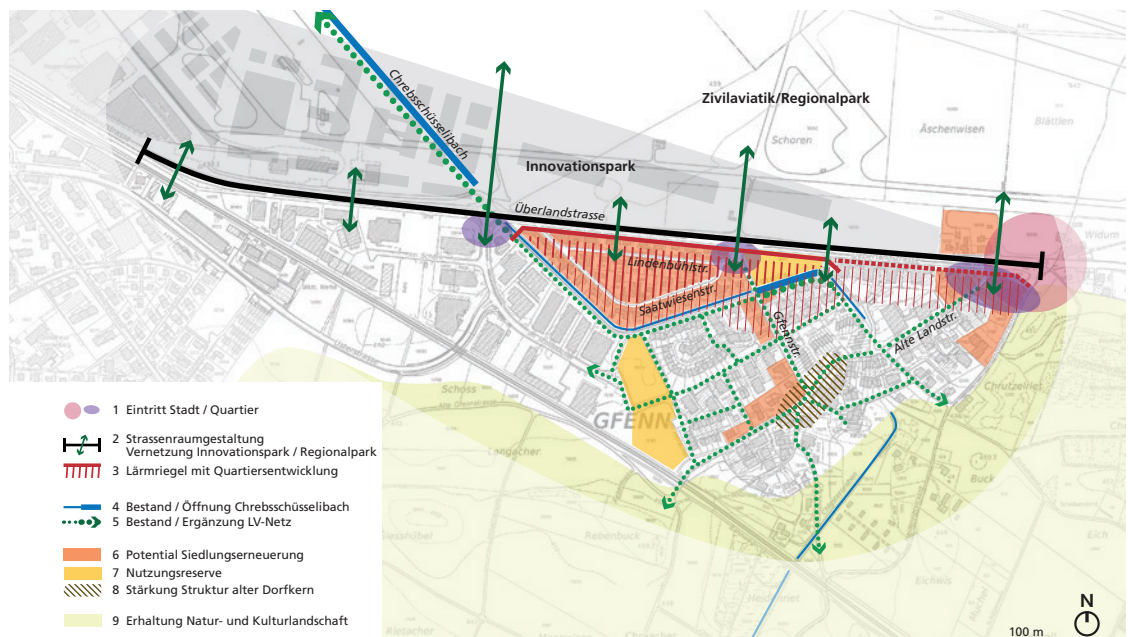 Chrebsschüsselibach
Zivilaviatik/Regionalpark
Schoren
Äschenwisen
Blättlen
Innovationspark
Überlandstrasse
Widum
Lindenbühlstr.
Saatwiesenstr.
Gfennstr.
Alte Landstr.
Chrutzelriet
Schoss
GFENN
Langacher
Buck
Rebenbuck
Eich
Eichwis
Heidenriet
Rietacher
1 Eintritt Stadt / Quartier
2 Strassenraumgestaltung
Vernetzung Innovationspark / Regionalpark
3 Lärmriegel mit Quartiersentwicklung
4 Bestand / Öffnung Chrebsschüsselibach
5 Bestand / Ergänzung LV-Netz
6 Potential Siedlungserneuerung
7 Nutzungsreserve
8 Stärkung Struktur alter Dorfkern
9 Erhaltung Natur- und Kulturlandschaft
N
100 m